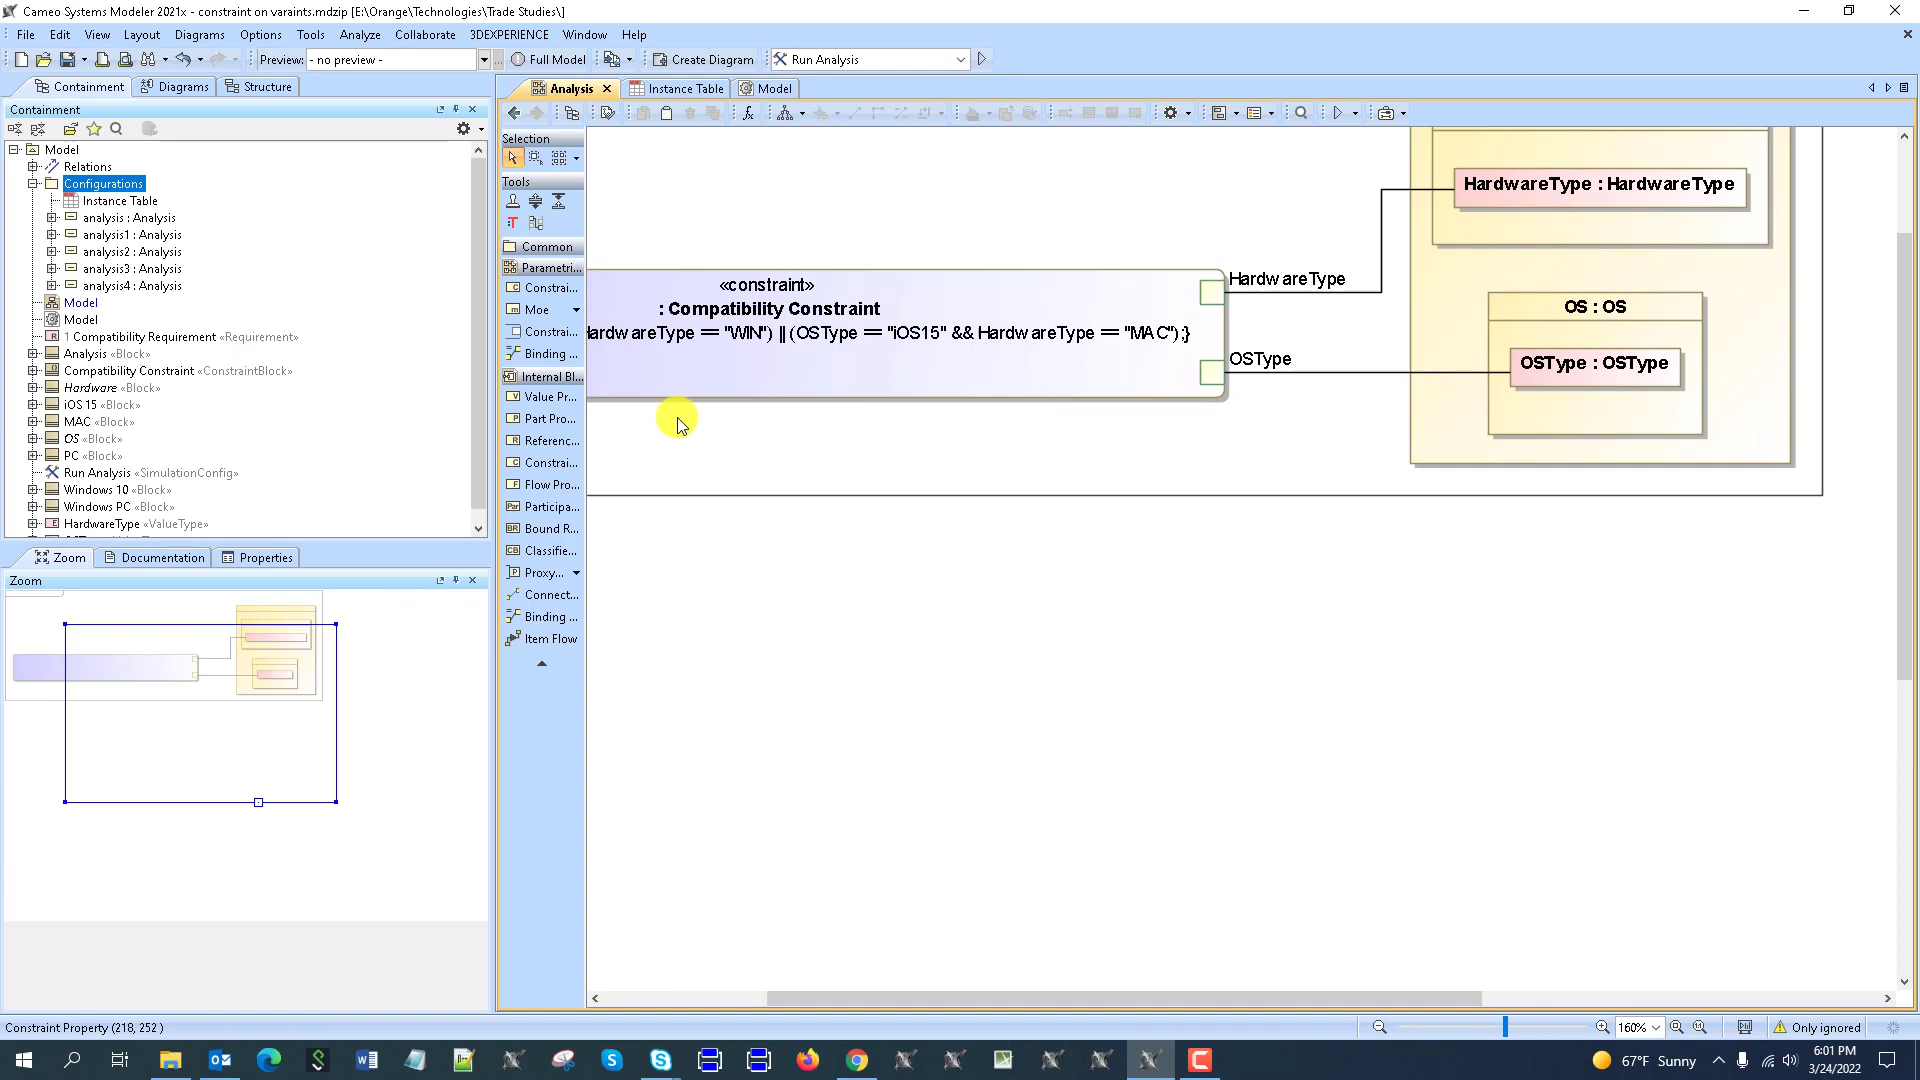 Cameo Systems Modeler 2021x - constraint on varaints.mdzip [E:\Orange\Technologies\Trade Studies\]
File Edit View Layout Diagrams Options Tools Analyze Collaborate 3DEXPERIENCE Window Help
Preview: - no preview - ... Full Model Create Diagram Run Analysis
Containment Diagrams Structure
Analysis Instance Table Model
Containment
Model
Relations
Configurations
Instance Table
analysis : Analysis
analysis1 : Analysis
analysis2 : Analysis
analysis3 : Analysis
analysis4 : Analysis
Model
Model
1 Compatibility Requirement «Requirement»
Analysis «Block»
Compatibility Constraint «ConstraintBlock»
Hardware «Block»
iOS 15 «Block»
MAC «Block»
OS «Block»
PC «Block»
Run Analysis «SimulationConfig»
Windows 10 «Block»
Windows PC «Block»
HardwareType «ValueType»
Zoom Documentation Properties
Zoom
Selection
Tools
Common
Parametri...
Constrai...
Moe
Constrai...
Binding ...
Internal Bl...
Value Pr...
Part Pro...
Referenc...
Constrai...
Flow Pro...
Participa...
Bound R...
Classifie...
Proxy...
Connect...
Binding ...
Item Flow
HardwareType : HardwareType
«constraint»
: Compatibility Constraint
HardwareType == "WIN") || (OSType == "iOS15" && HardwareType == "MAC");}
HardwareType
OSType
OS : OS
OSType : OSType
Constraint Property (218, 252 )
160%
Only ignored
67°F Sunny
6:01 PM
3/24/2022